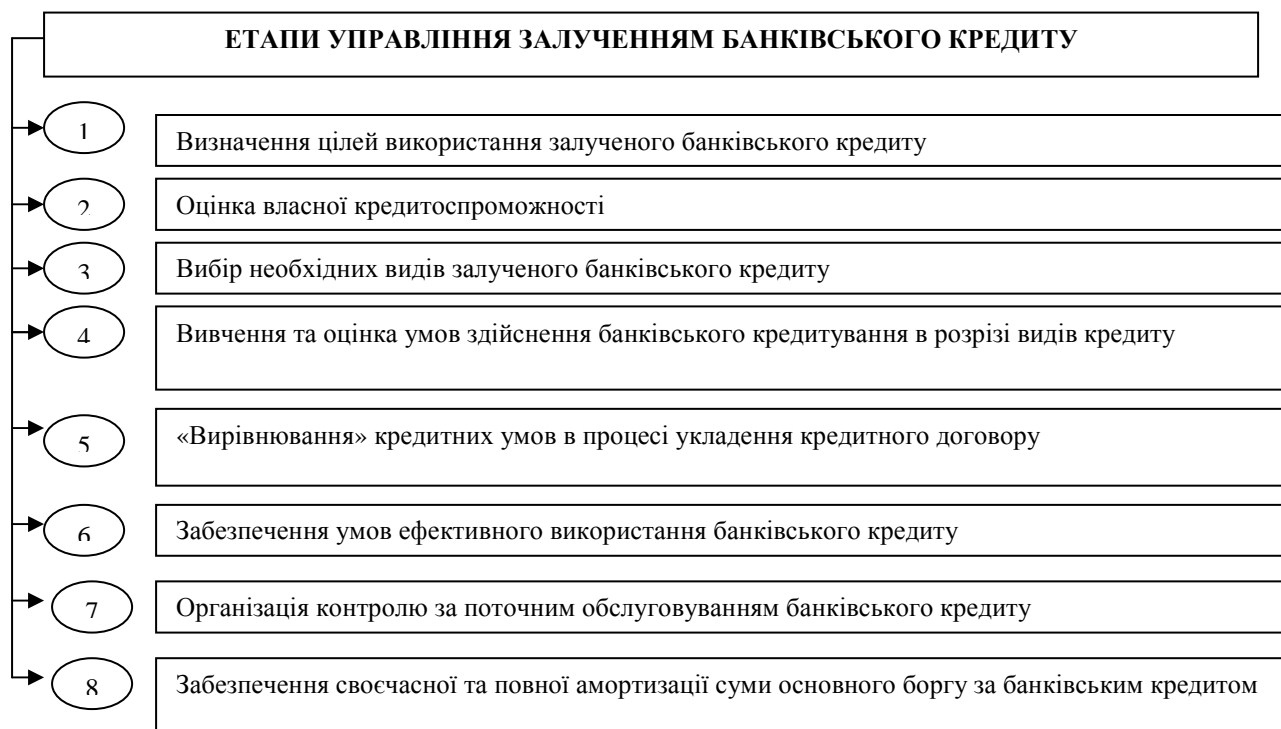 ЕТАПИ УПРАВЛІННЯ ЗАЛУЧЕННЯМ БАНКІВСЬКОГО КРЕДИТУ
1
Визначення цілей використання залученого банківського кредиту
2
Оцінка власної кредитоспроможності
3
Вибір необхідних видів залученого банківського кредиту
4
Вивчення та оцінка умов здійснення банківського кредитування в розрізі видів кредиту
5
«Вирівнювання» кредитних умов в процесі укладення кредитного договору
6
Забезпечення умов ефективного використання банківського кредиту
7
Організація контролю за поточним обслуговуванням банківського кредиту
8
Забезпечення своєчасної та повної амортизації суми основного боргу за банківським кредитом